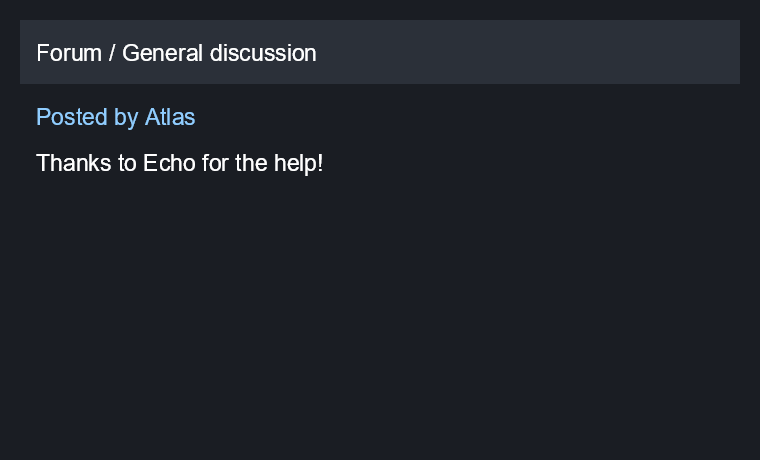 Forum / General discussion
Posted by Atlas
Thanks to Echo for the help!